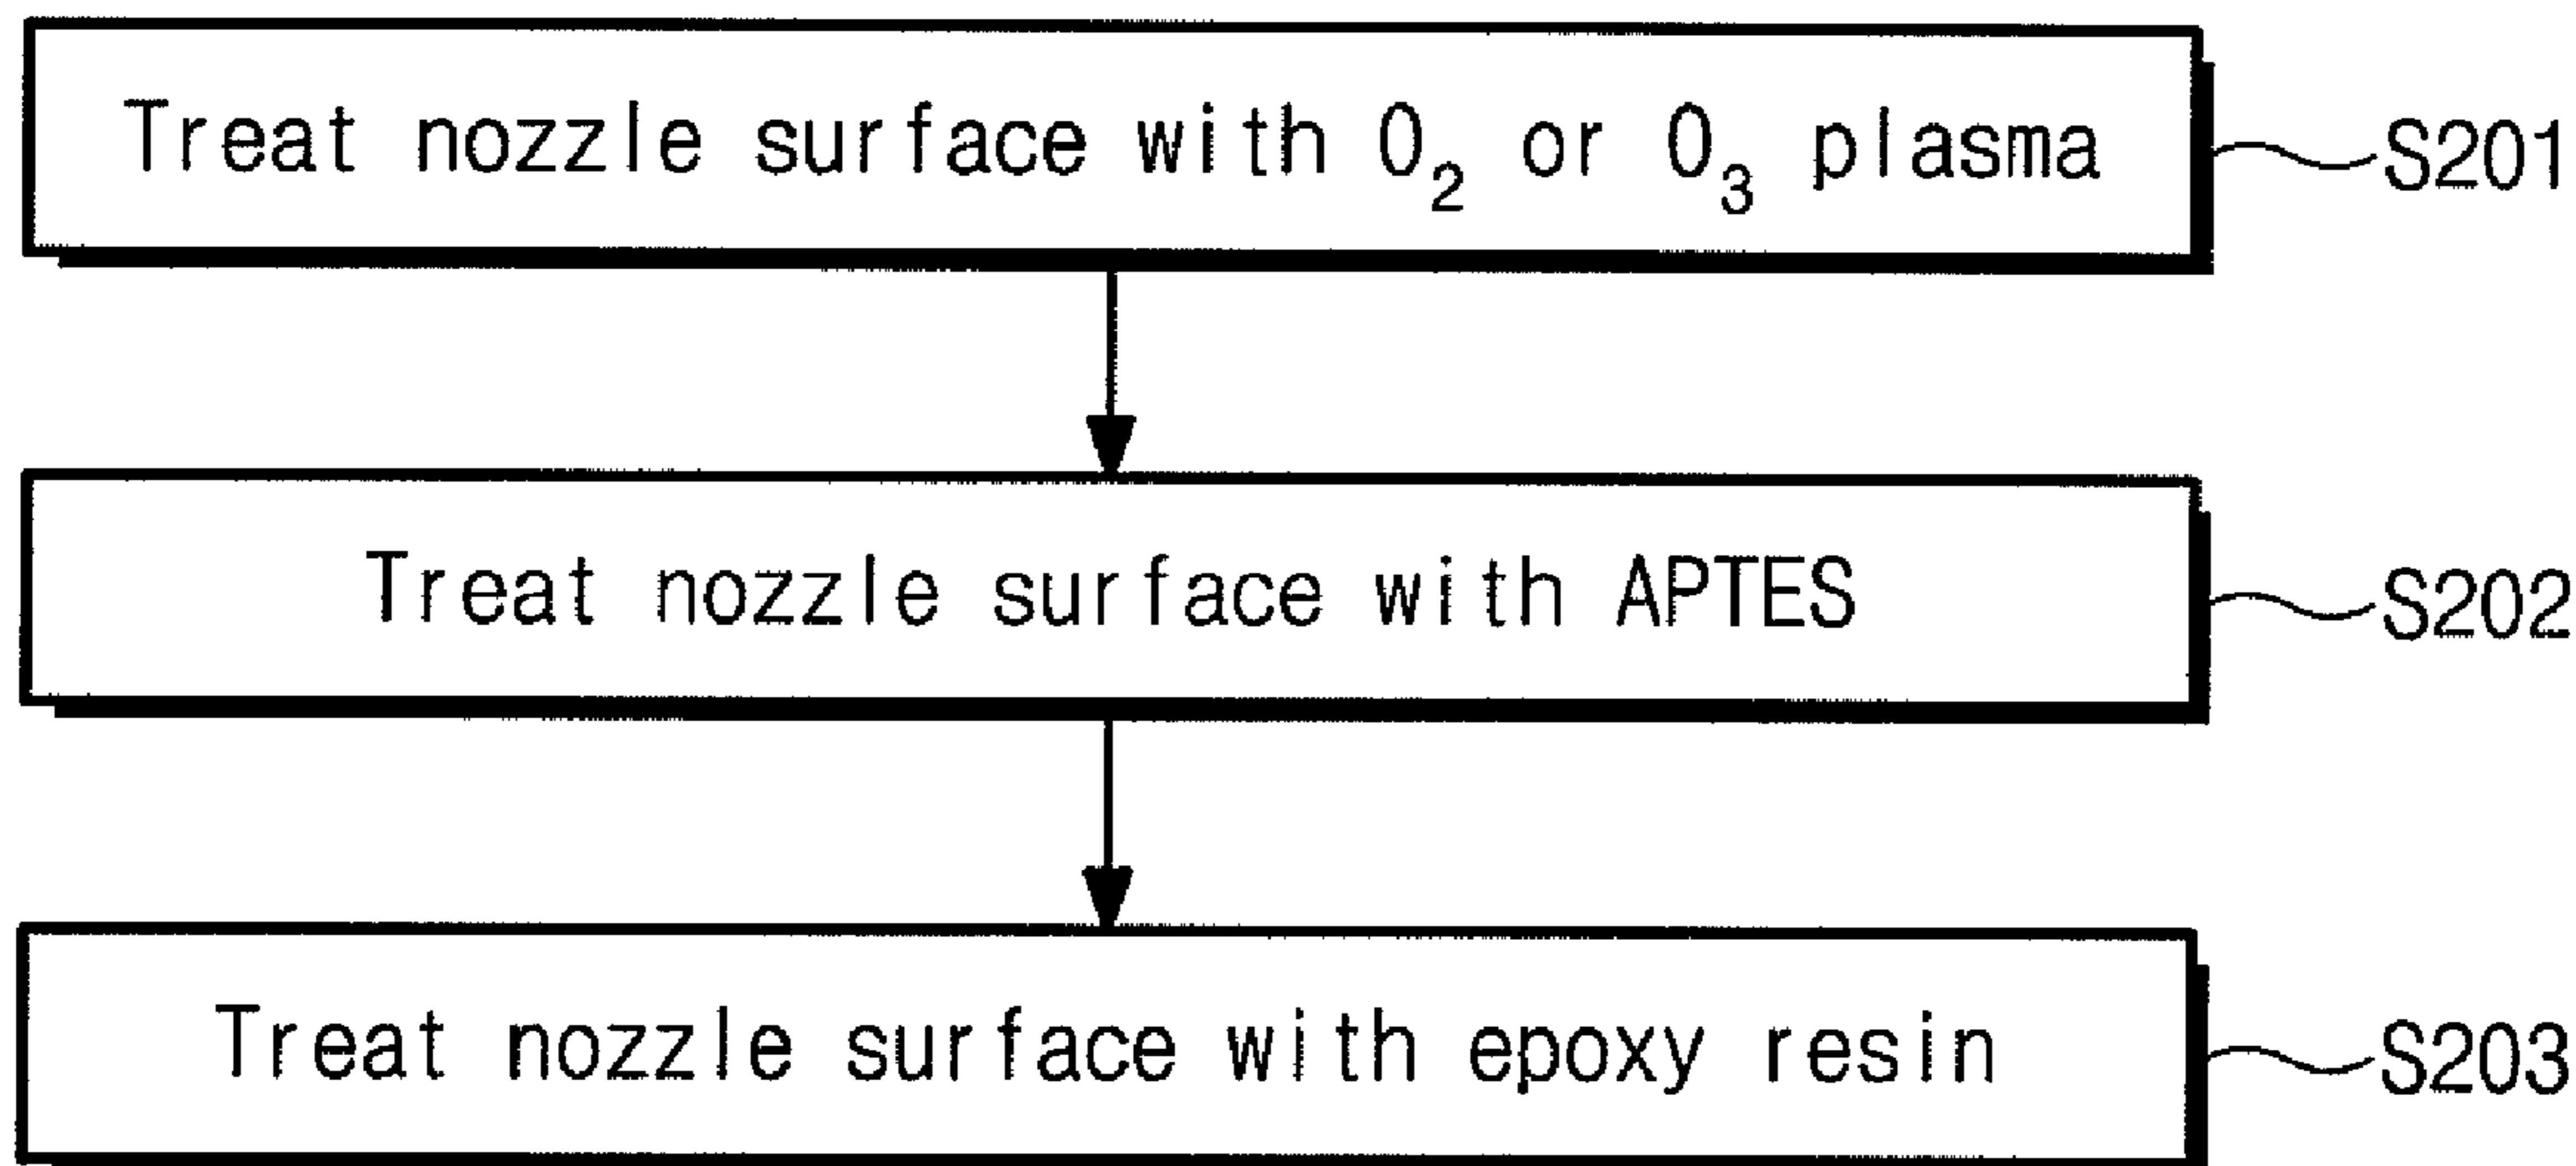 Treat nozzle surface with O₂ or O₃ plasma S201
Treat nozzle surface with APTES S202
Treat nozzle surface with epoxy resin S203